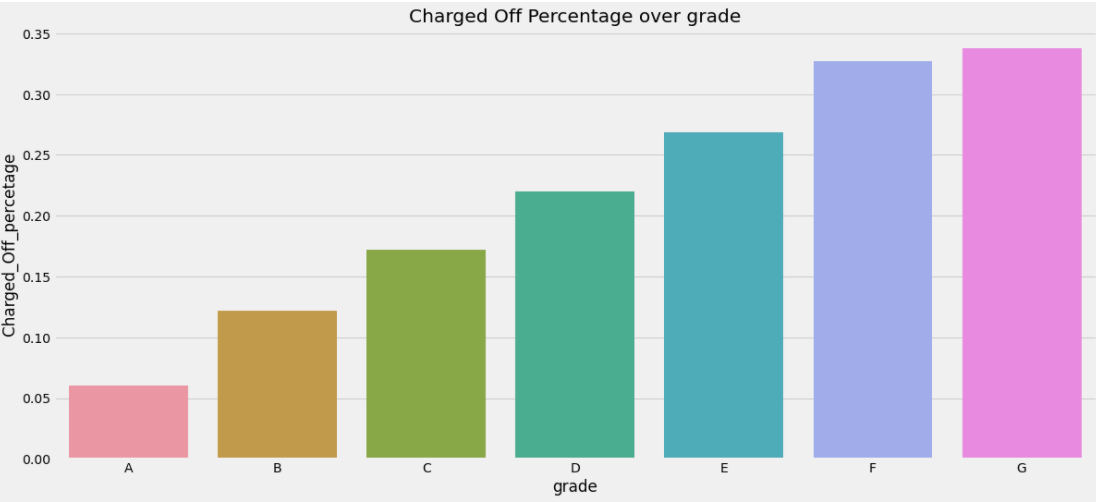 Charged Off Percentage over grade
Charged_Off_percetage
0.35
0.30
0.25
0.20
0.15
0.10
0.05
0.00
A B C D E F G
grade